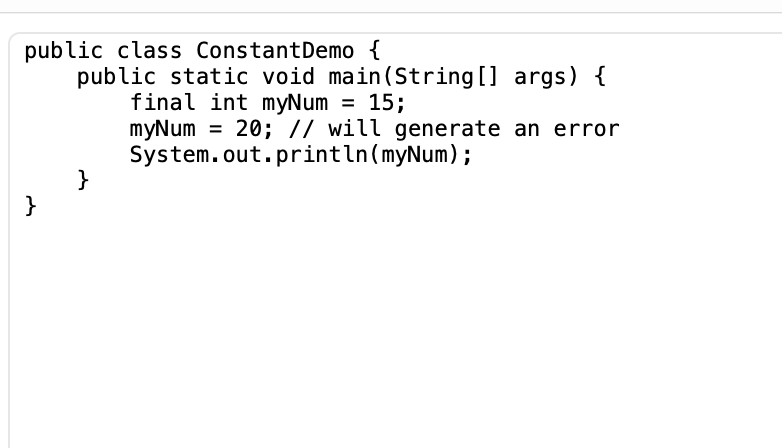 public class ConstantDemo {
    public static void main(String[] args) {
        final int myNum = 15;
        myNum = 20; // will generate an error
        System.out.println(myNum);
    }
}